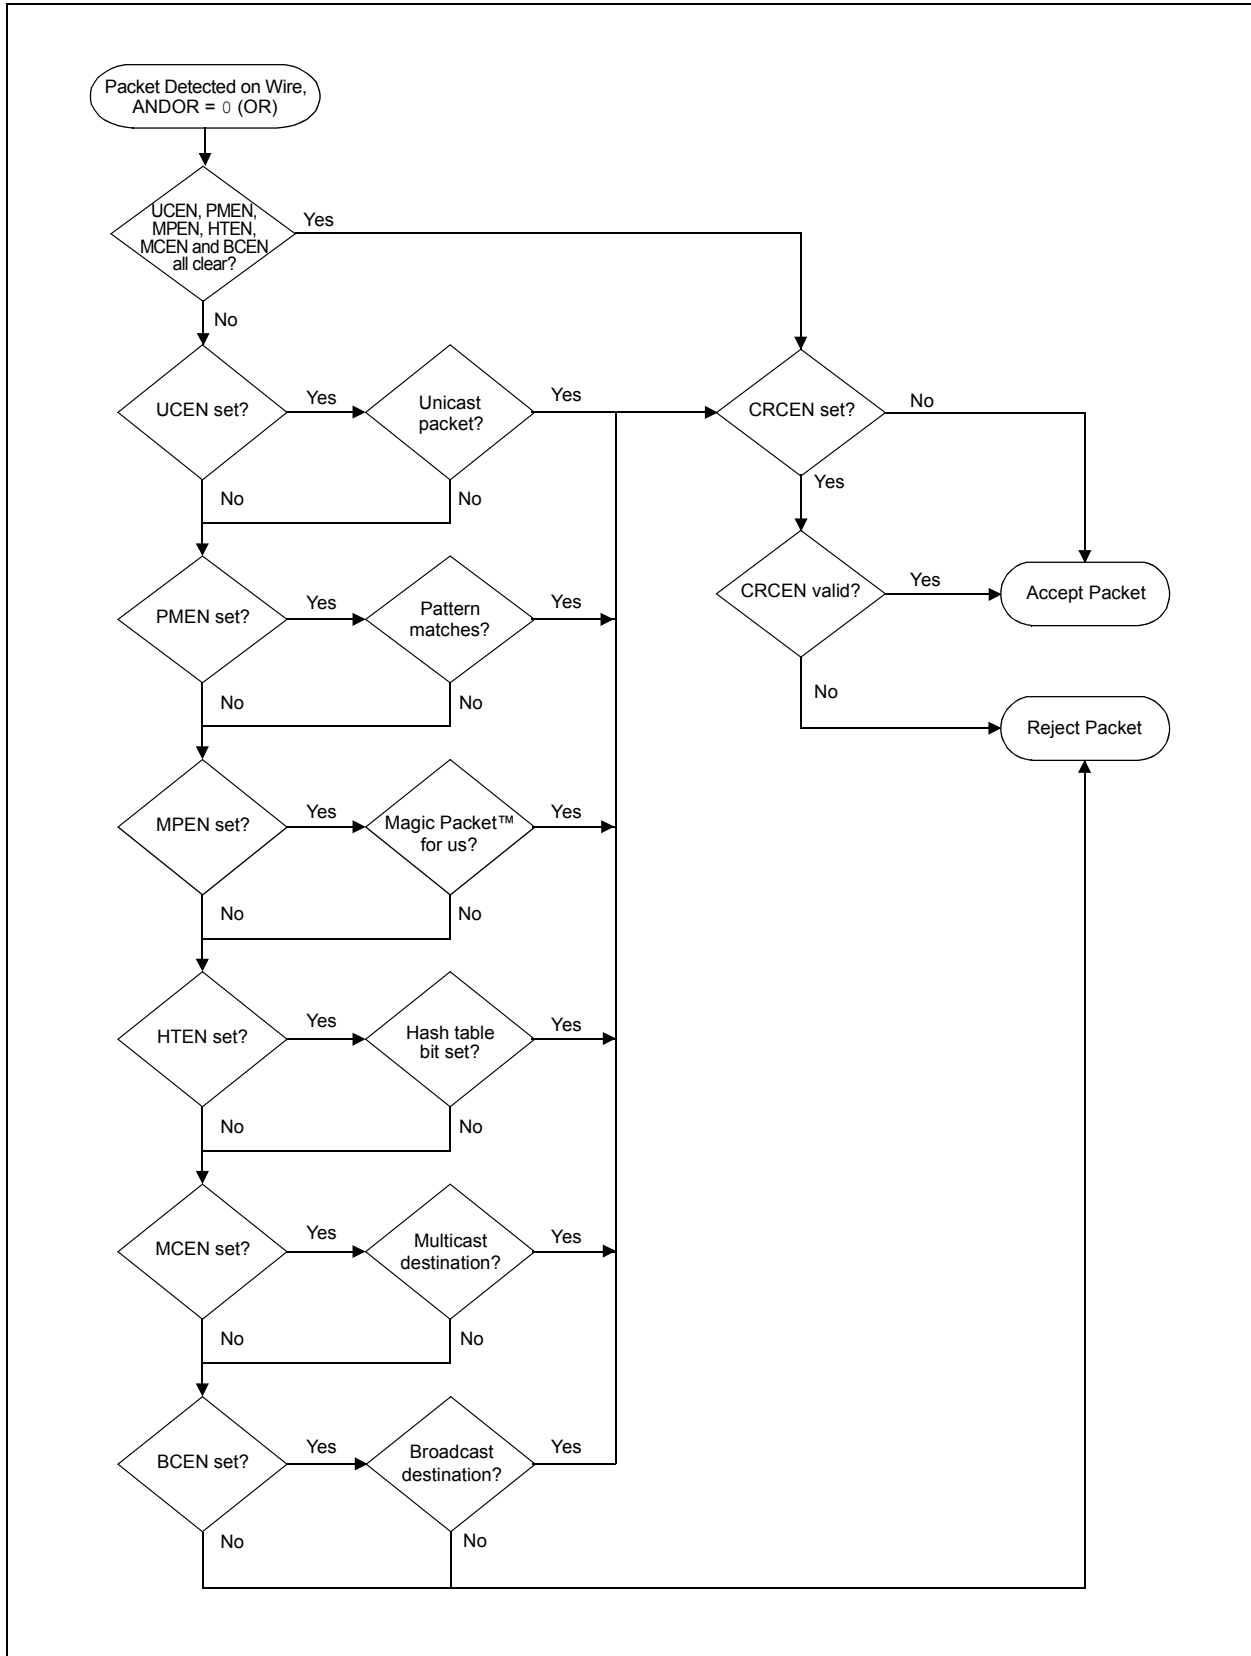 Packet Detected on Wire,
ANDOR = 0 (OR)
UCEN, PMEN,
MPEN, HTEN,
MCEN and BCEN
all clear?
Yes
No
UCEN set?
Yes
Unicast
packet?
Yes
CRCEN set?
No
No
No
Yes
PMEN set?
Yes
Pattern
matches?
Yes
CRCEN valid?
Yes
Accept Packet
No
No
No
Reject Packet
MPEN set?
Yes
Magic Packet™
for us?
Yes
No
No
HTEN set?
Yes
Hash table
bit set?
Yes
No
No
MCEN set?
Yes
Multicast
destination?
Yes
No
No
BCEN set?
Yes
Broadcast
destination?
Yes
No
No